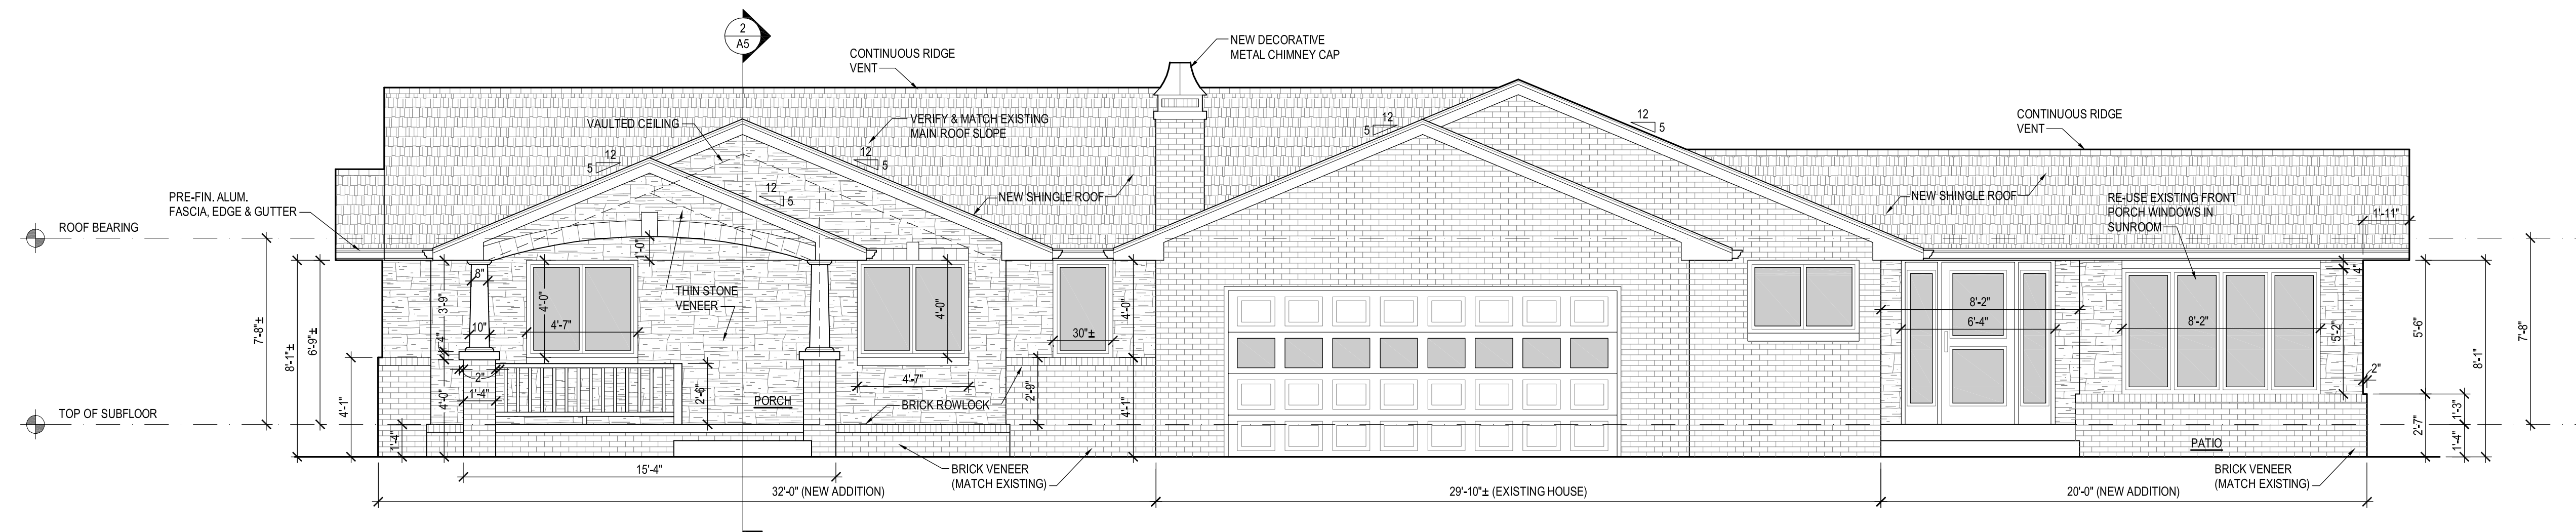 2
A5
CONTINUOUS RIDGE
VENT
NEW DECORATIVE
METAL CHIMNEY CAP
VAULTED CEILING
VERIFY & MATCH EXISTING
MAIN ROOF SLOPE
12
5
12
5
12
5
12
5
12
5
CONTINUOUS RIDGE
VENT
PRE-FIN. ALUM.
FASCIA, EDGE & GUTTER
NEW SHINGLE ROOF
NEW SHINGLE ROOF
RE-USE EXISTING FRONT
PORCH WINDOWS IN
SUNROOM
1'-11"
ROOF BEARING
TOP OF SUBFLOOR
7'-8"±
8'-1"±
6'-9"±
4'-1"
1'-4"
3'-9"
4"
4'-0"
8"
10"
2"
1'-4"
4'-0"
4'-7"
1'-0"
THIN STONE
VENEER
2'-6"
PORCH
4'-0"
4'-7"
BRICK ROWLOCK
30"±
2'-9"
4'-0"
4'-1"
8'-2"
6'-4"
8'-2"
4"
5'-2"
2"
5'-6"
2'-7"
1'-3"
1'-4"
8'-1"
7'-8"
PATIO
BRICK VENEER
(MATCH EXISTING)
BRICK VENEER
(MATCH EXISTING)
15'-4"
32'-0" (NEW ADDITION)
29'-10"± (EXISTING HOUSE)
20'-0" (NEW ADDITION)